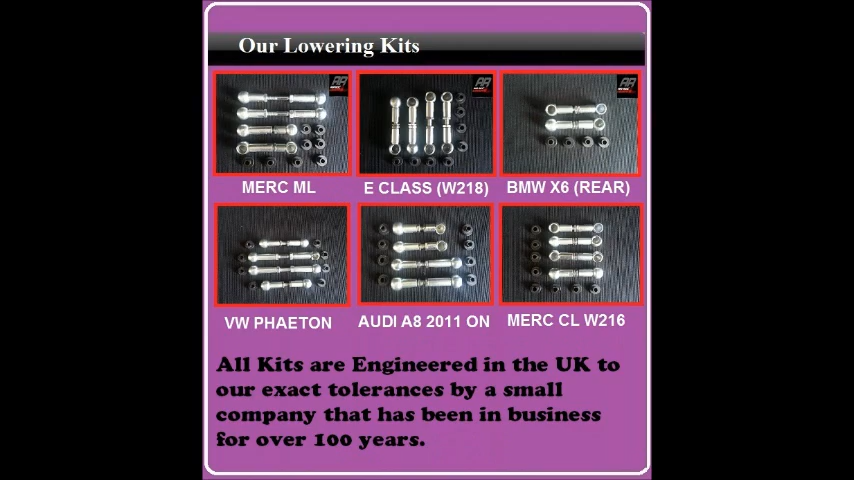 Our Lowering Kits
MERC ML
E CLASS (W218)
BMW X6 (REAR)
VW PHAETON
AUDI A8 2011 ON
MERC CL W216
All Kits are Engineered in the UK to
our exact tolerances by a small
company that has been in business
for over 100 years.